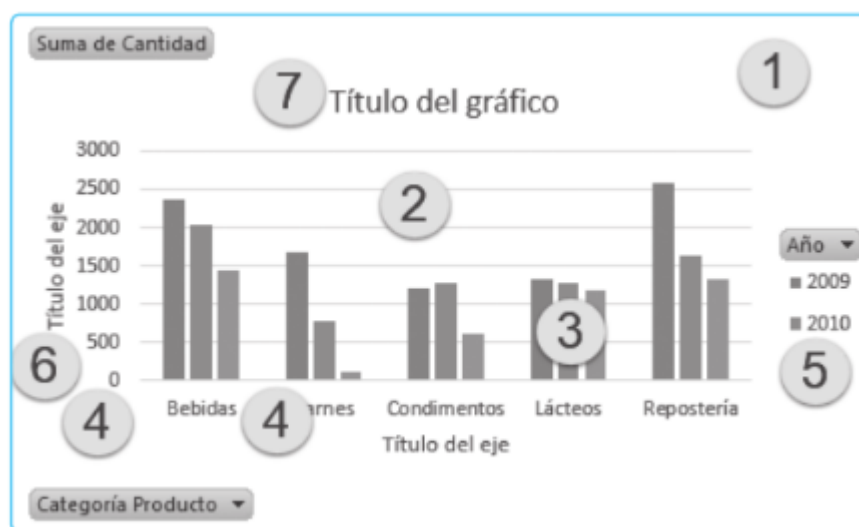 Suma de Cantidad
1
7
Título del gráfico
3000
2500
2000
1500
1000
500
0
Título del eje
2
3
Año
2009
2010
5
6
4
4
Bebidas
arnes
Condimentos
Lácteos
Repostería
Título del eje
Categoría Producto